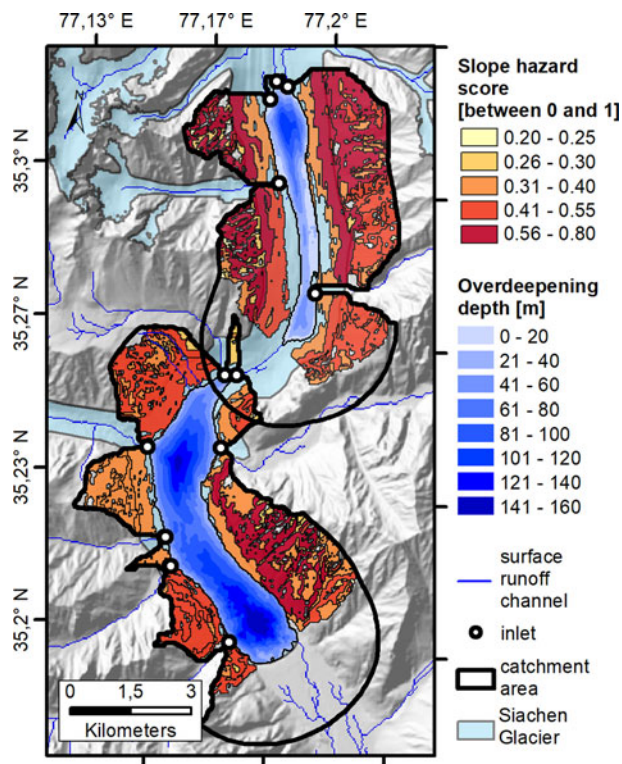 77,13° E 77,17° E 77,2° E
35,3° N
35,27° N
35,23° N
35,2° N
0 1,5 3
Kilometers
Slope hazard
score
[between 0 and 1]
0.20 - 0.25
0.26 - 0.30
0.31 - 0.40
0.41 - 0.55
0.56 - 0.80
Overdeepening
depth [m]
0 - 20
21 - 40
41 - 60
61 - 80
81 - 100
101 - 120
121 - 140
141 - 160
surface
runoff
channel
inlet
catchment
area
Siachen
Glacier